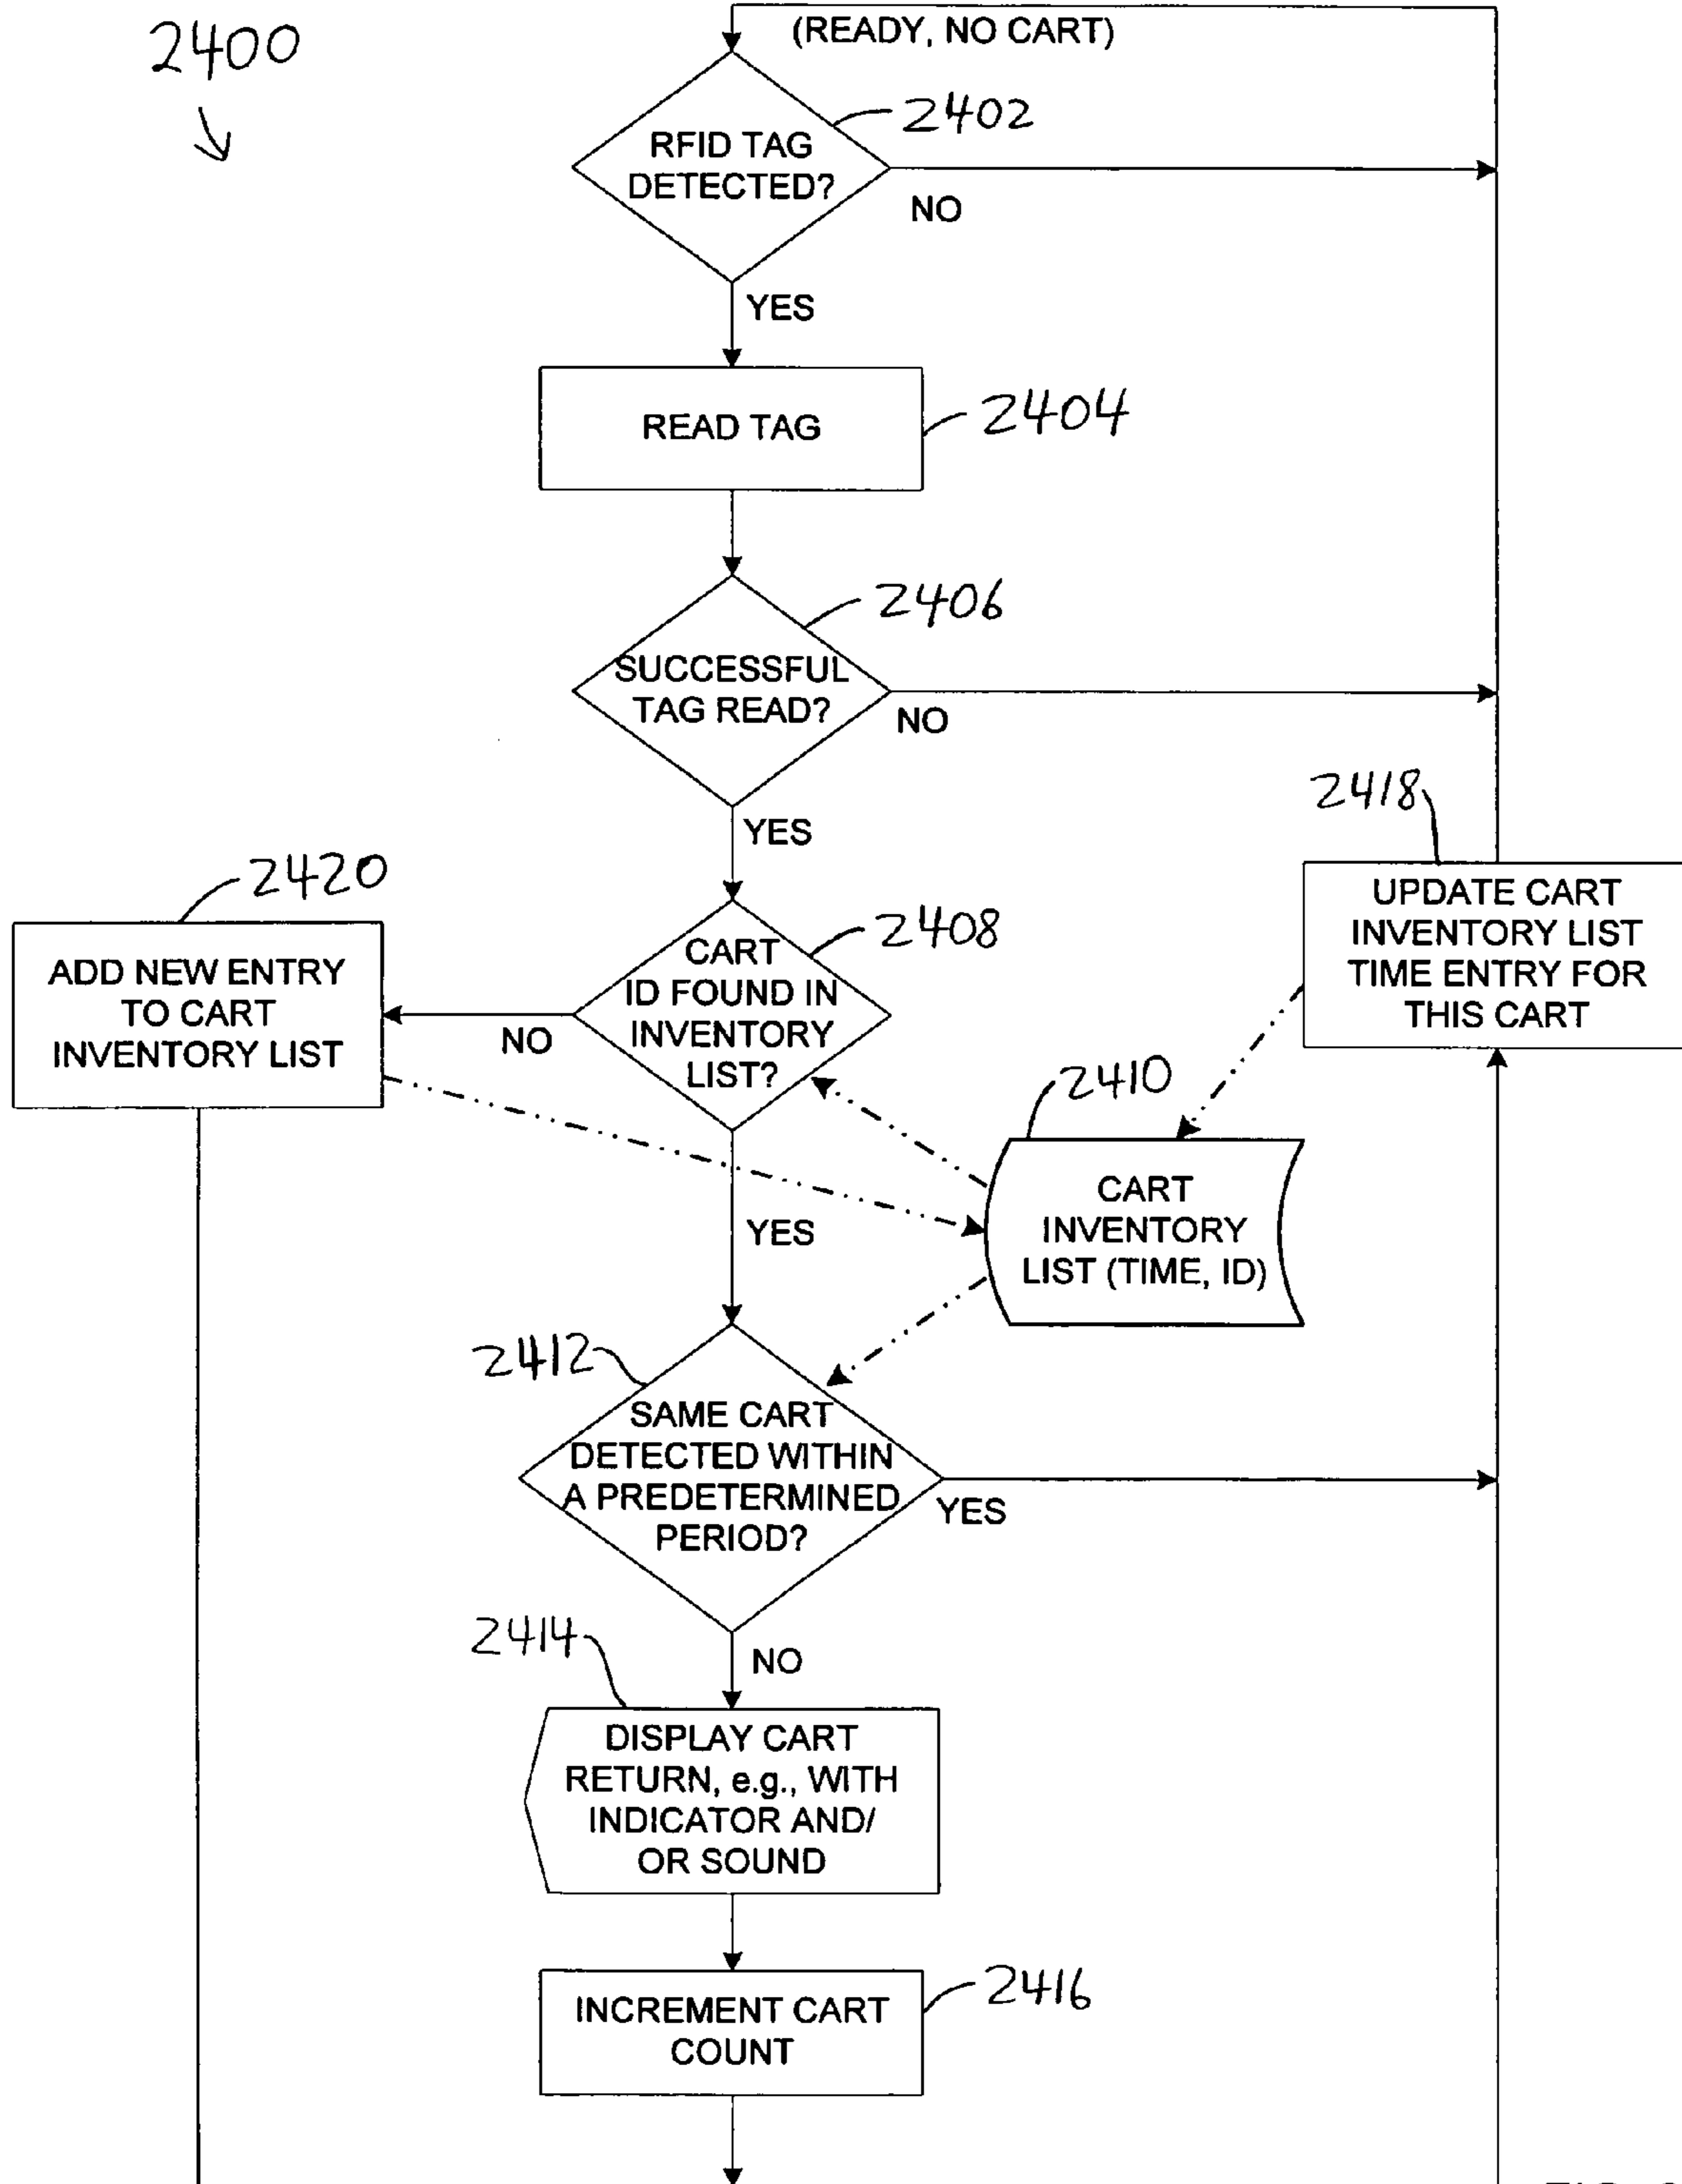 2400
(READY, NO CART)
2402
RFID TAG
DETECTED?
NO
YES
READ TAG
2404
2406
SUCCESSFUL
TAG READ?
NO
YES
2418
2420
2408
UPDATE CART
INVENTORY LIST
TIME ENTRY FOR
THIS CART
ADD NEW ENTRY
TO CART
INVENTORY LIST
CART
ID FOUND IN
INVENTORY
LIST?
NO
2410
YES
CART
INVENTORY
LIST (TIME, ID)
2412
SAME CART
DETECTED WITHIN
A PREDETERMINED
PERIOD?
YES
2414
NO
DISPLAY CART
RETURN, e.g., WITH
INDICATOR AND/
OR SOUND
2416
INCREMENT CART
COUNT